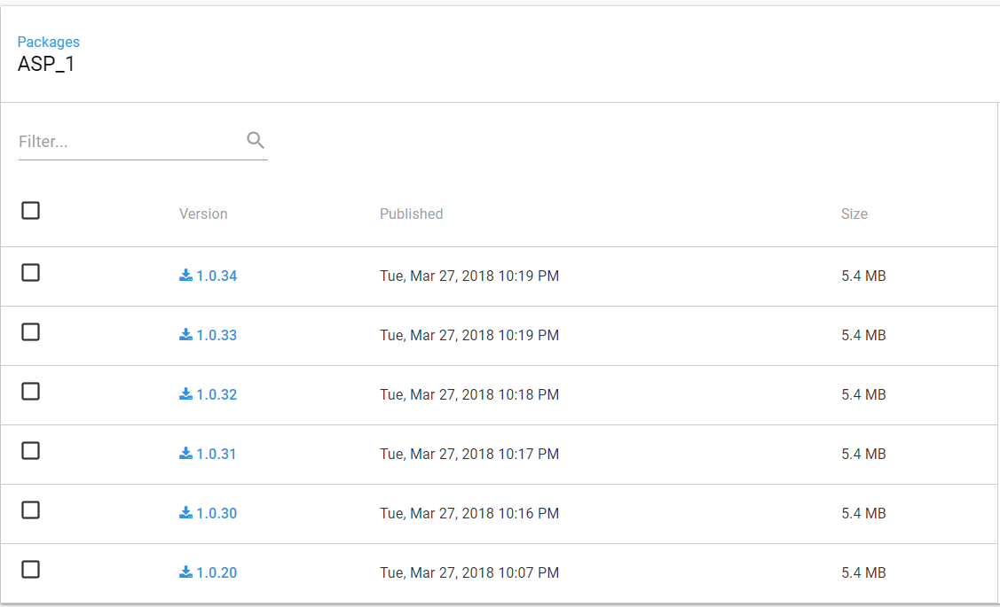 Packages
ASP_1
Filter...
Version Published Size
1.0.34 Tue, Mar 27, 2018 10:19 PM 5.4 MB
1.0.33 Tue, Mar 27, 2018 10:19 PM 5.4 MB
1.0.32 Tue, Mar 27, 2018 10:18 PM 5.4 MB
1.0.31 Tue, Mar 27, 2018 10:17 PM 5.4 MB
1.0.30 Tue, Mar 27, 2018 10:16 PM 5.4 MB
1.0.20 Tue, Mar 27, 2018 10:07 PM 5.4 MB